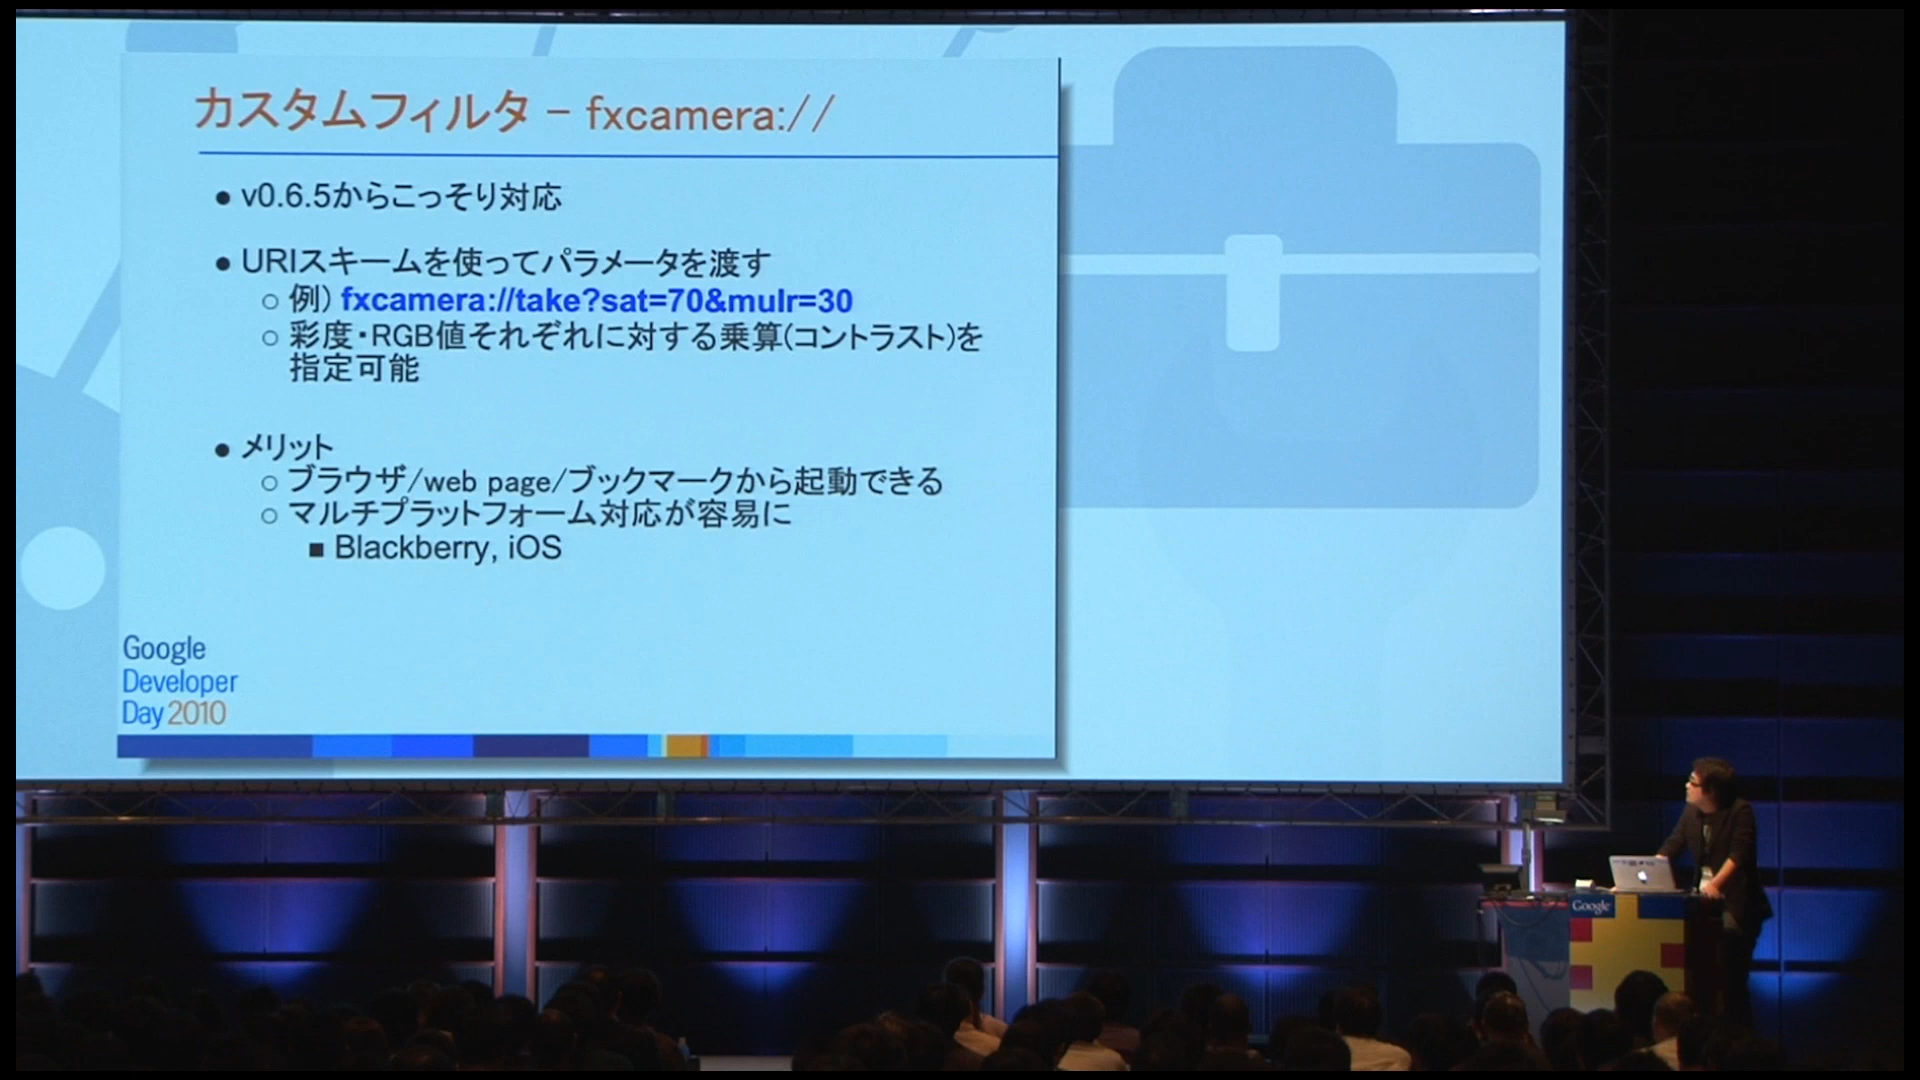 カスタムフィルタ – fxcamera://
● v0.6.5からこっそり対応
● URIスキームを使ってパラメータを渡す
○ 例) fxcamera://take?sat=70&mulr=30
○ 彩度・RGB値それぞれに対する乗算(コントラスト)を
指定可能
● メリット
○ ブラウザ/web page/ブックマークから起動できる
○ マルチプラットフォーム対応が容易に
■ Blackberry, iOS
Google
Developer
Day 2010
Google